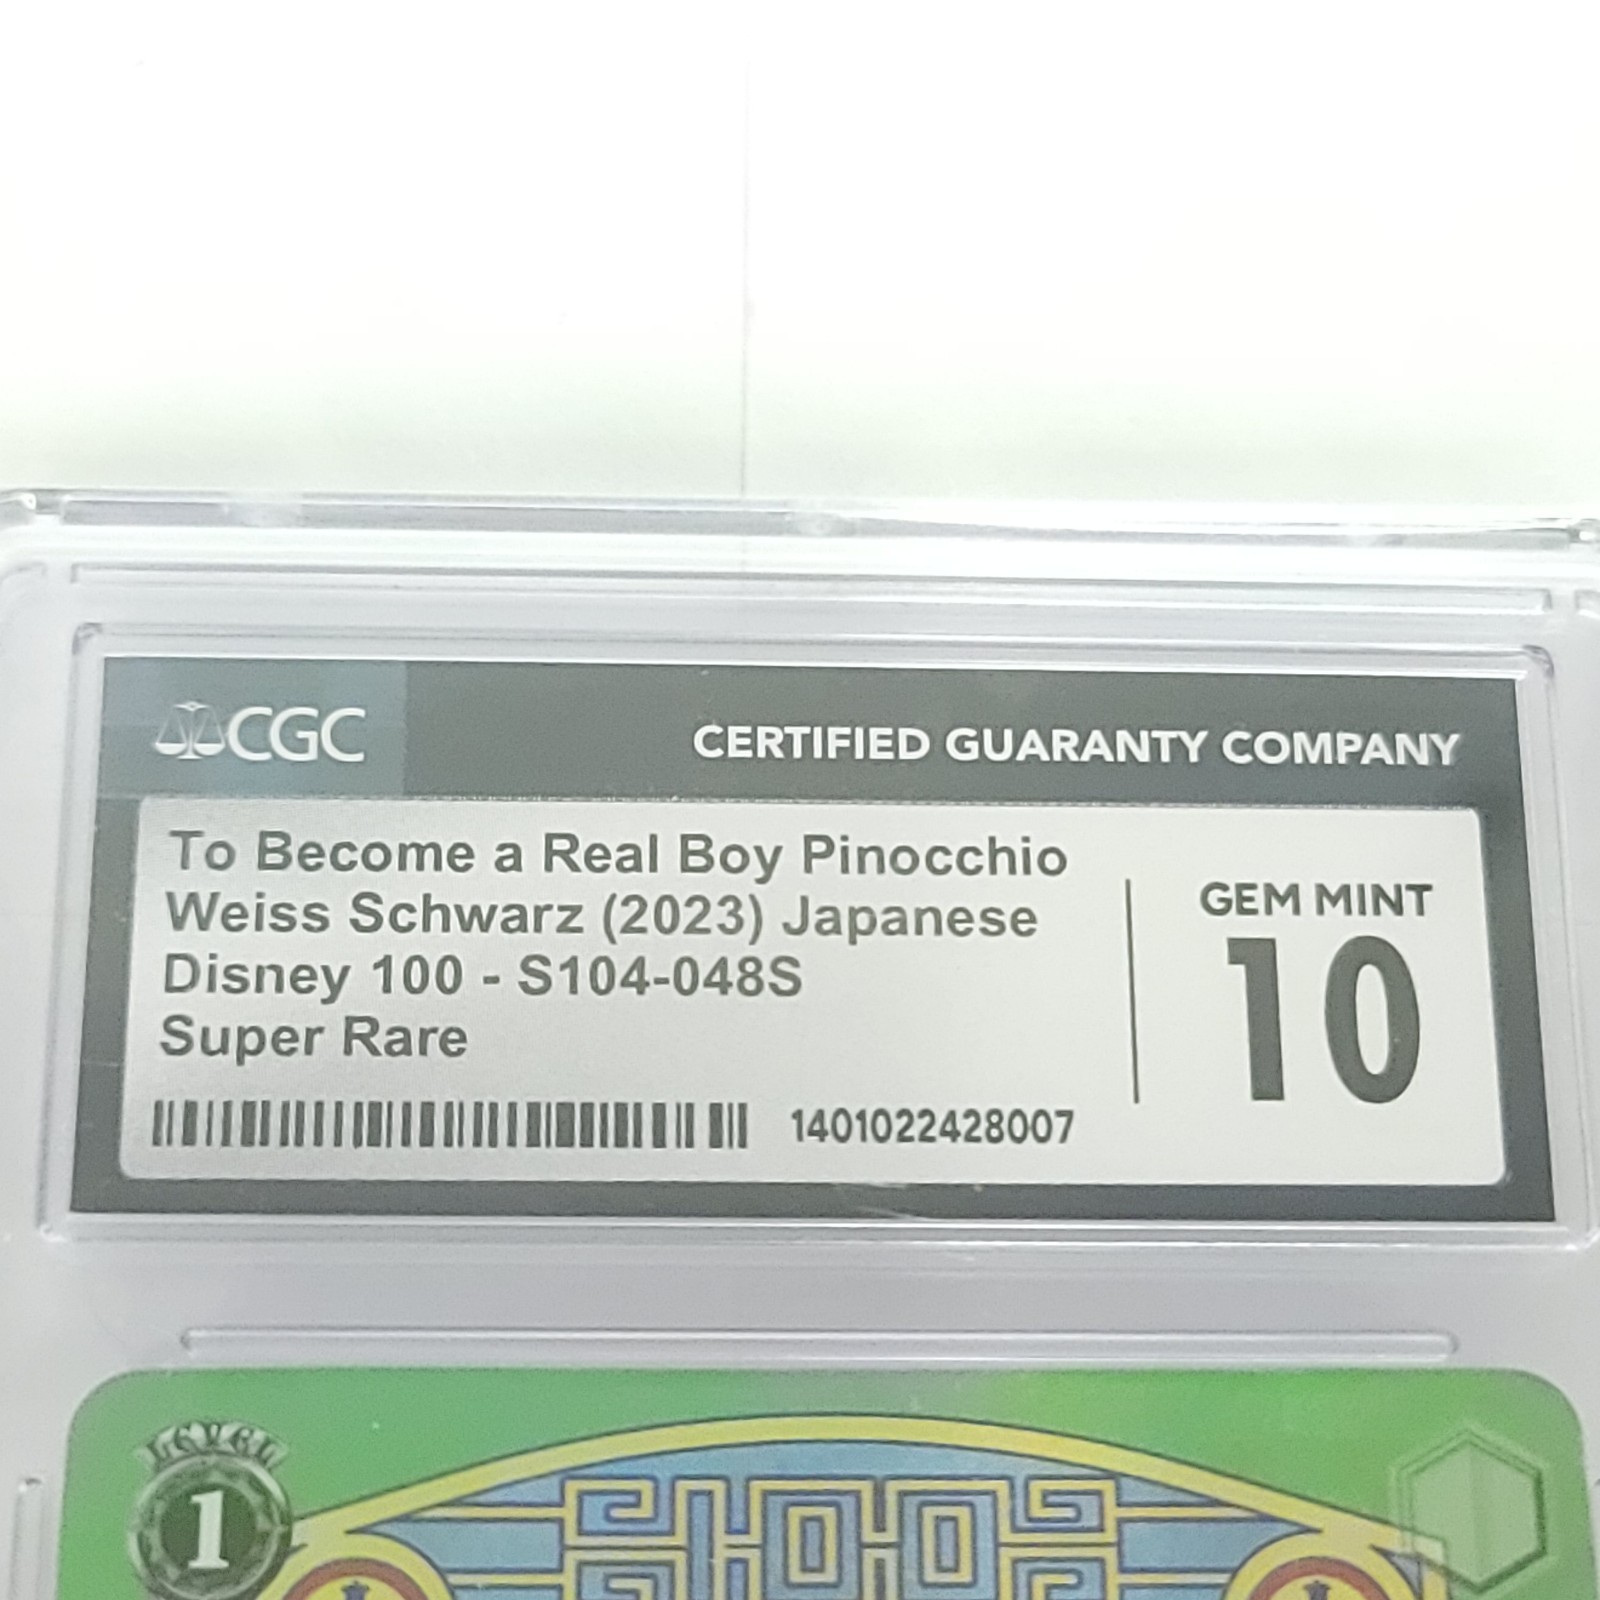 CGC
CERTIFIED GUARANTY COMPANY
To Become a Real Boy Pinocchio
Weiss Schwarz (2023) Japanese
Disney 100 - S104-048S
Super Rare
1401022428007
GEM MINT
10
LEVEL
1